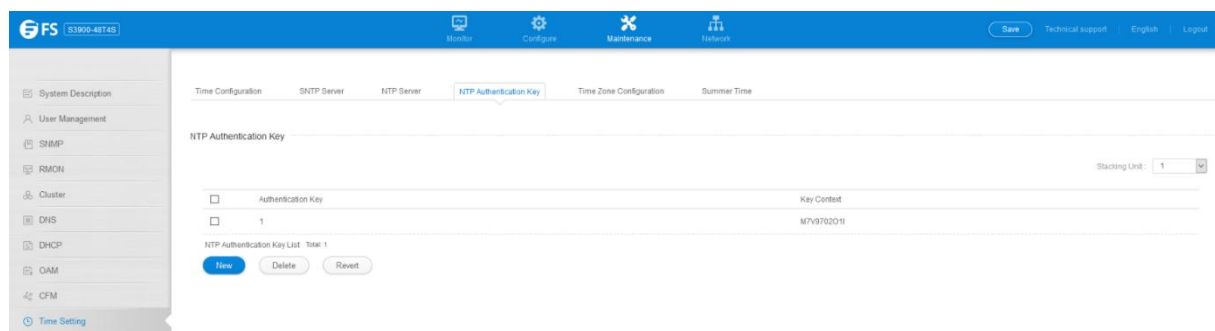 FS S3900-48T4S
Monitor Configure Maintenance Network
Save Technical support English Logout
System Description
User Management
SNMP
RMON
Cluster
DNS
DHCP
OAM
CFM
Time Setting
Time Configuration SNTP Server NTP Server NTP Authentication Key Time Zone Configuration Summer Time
NTP Authentication Key
Stacking Unit: 1
Authentication Key Key Context
1 M7V9702O1I
NTP Authentication Key List Total: 1
New Delete Revert